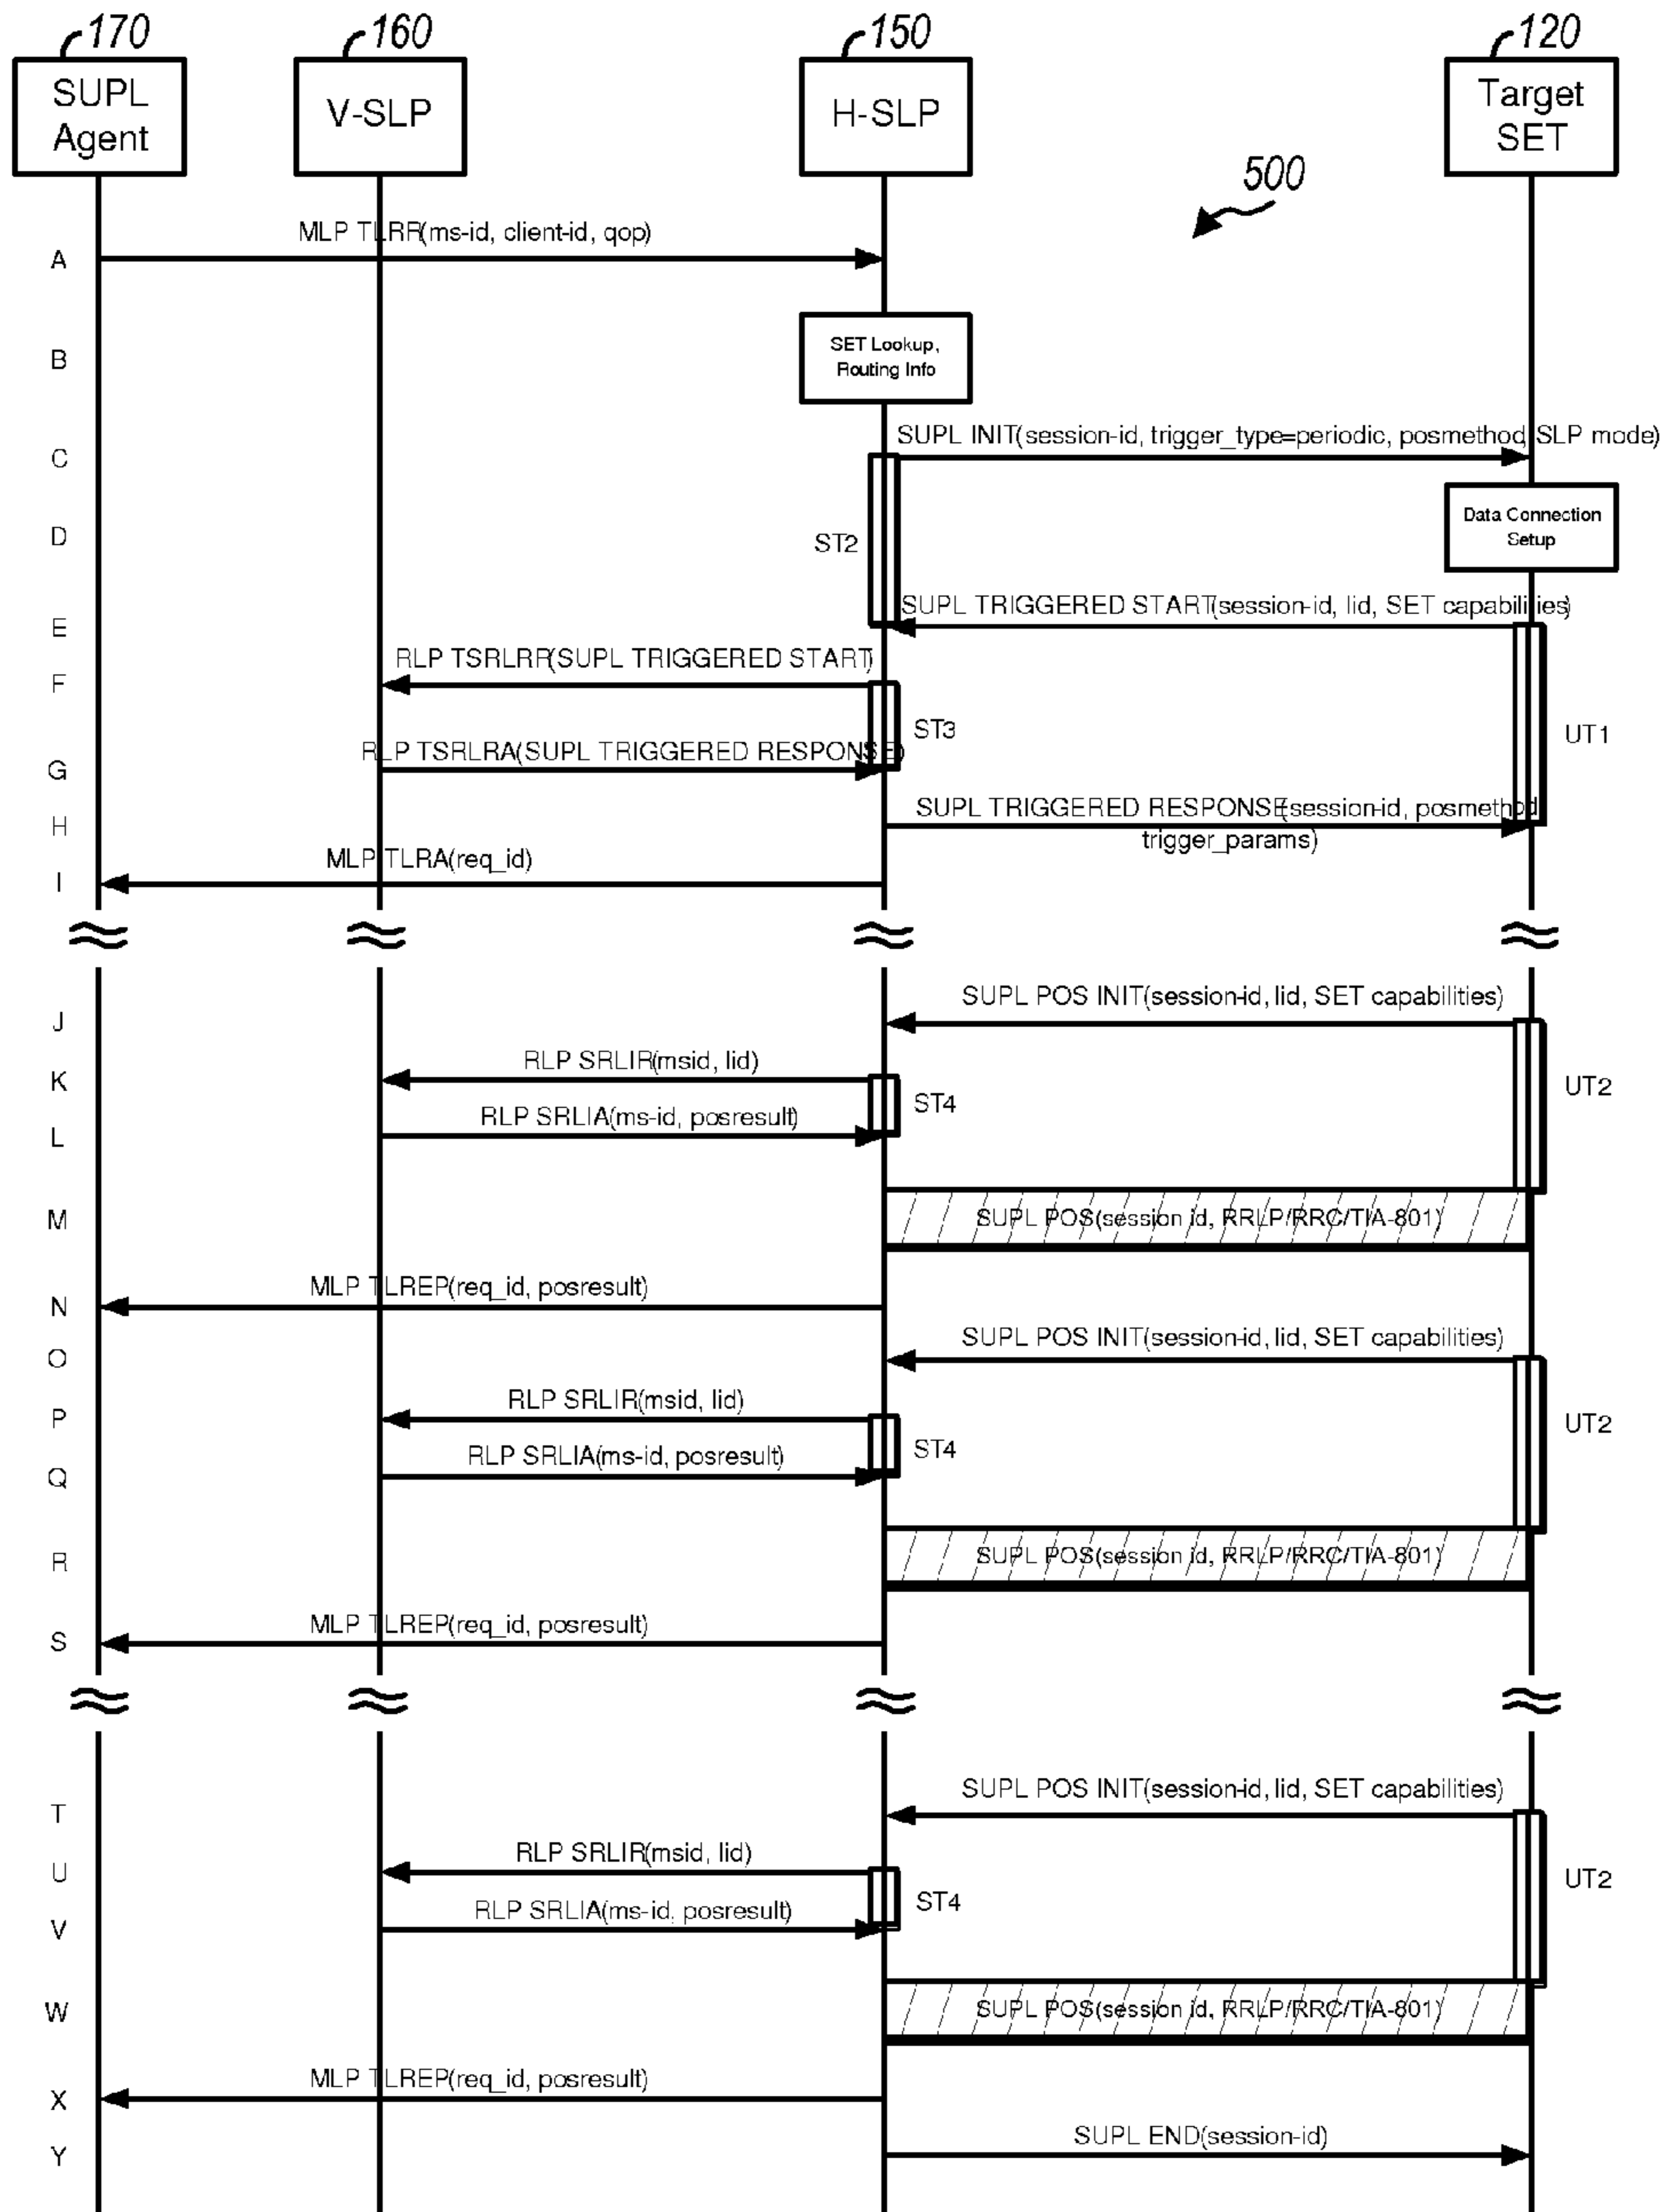 170
160
150
120
SUPL
Agent
V-SLP
H-SLP
Target
SET
500
A
MLP TLRR(ms-id, client-id, qop)
B
SET Lookup,
Routing Info
C
SUPL INIT(session-id, trigger_type=periodic, posmethod, SLP mode)
D
ST2
Data Connection
Setup
E
SUPL TRIGGERED START(session-id, lid, SET capabilities)
F
RLP TSRLRR(SUPL TRIGGERED START)
ST3
UT1
G
RLP TSRLRA(SUPL TRIGGERED RESPONSE)
H
SUPL TRIGGERED RESPONSE(session-id, posmethod
trigger_params)
I
MLP TLRA(req_id)
J
SUPL POS INIT(session-id, lid, SET capabilities)
K
RLP SRLIR(msid, lid)
ST4
UT2
L
RLP SRLIA(ms-id, posresult)
M
SUPL POS(session id, RRLP/RRC/TIA-801)
N
MLP TLREP(req_id, posresult)
O
SUPL POS INIT(session-id, lid, SET capabilities)
P
RLP SRLIR(msid, lid)
ST4
UT2
Q
RLP SRLIA(ms-id, posresult)
R
SUPL POS(session id, RRLP/RRC/TIA-801)
S
MLP TLREP(req_id, posresult)
T
SUPL POS INIT(session-id, lid, SET capabilities)
U
RLP SRLIR(msid, lid)
ST4
UT2
V
RLP SRLIA(ms-id, posresult)
W
SUPL POS(session id, RRLP/RRC/TIA-801)
X
MLP TLREP(req_id, posresult)
Y
SUPL END(session-id)